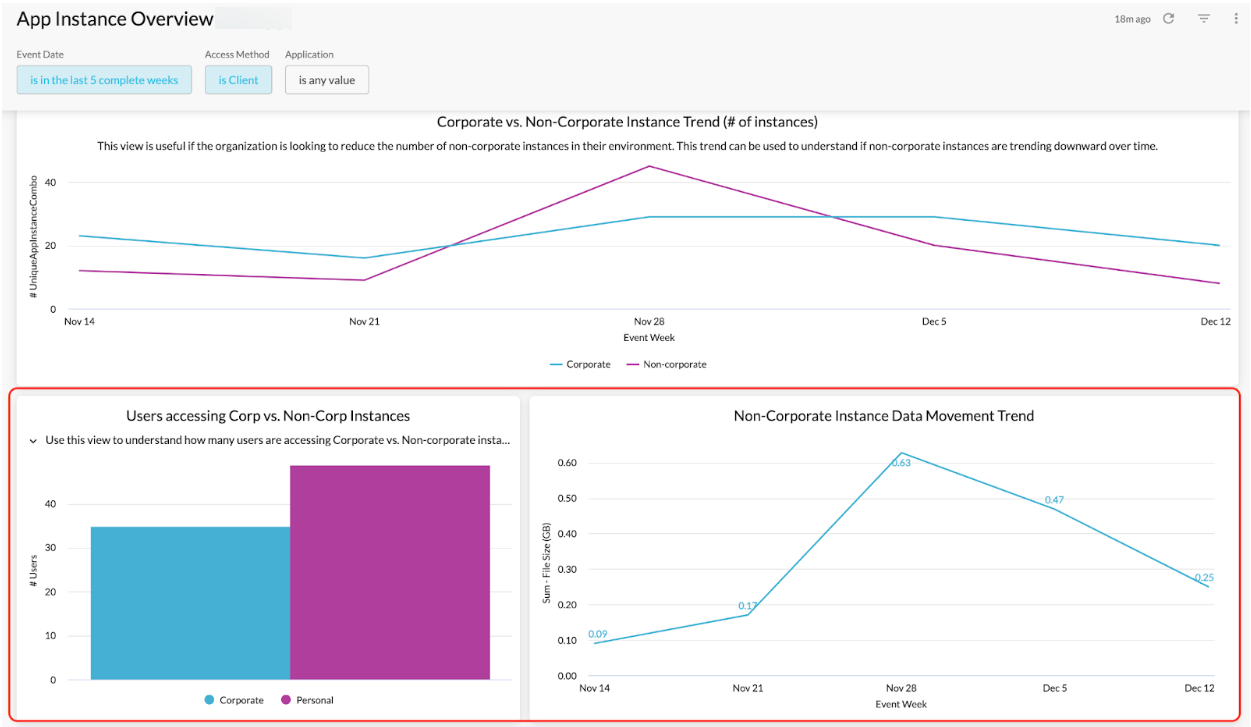 App Instance Overview
18m ago
Event Date
Access Method
Application
is in the last 5 complete weeks
is Client
is any value
Corporate vs. Non-Corporate Instance Trend (# of instances)
This view is useful if the organization is looking to reduce the number of non-corporate instances in their environment. This trend can be used to understand if non-corporate instances are trending downward over time.
# UniqueAppInstanceCombo
40
20
0
Nov 14
Nov 21
Nov 28
Dec 5
Dec 12
Event Week
Corporate
Non-corporate
Users accessing Corp vs. Non-Corp Instances
Use this view to understand how many users are accessing Corporate vs. Non-corporate insta...
# Users
40
30
20
10
0
Corporate
Personal
Non-Corporate Instance Data Movement Trend
Sum - File Size (GB)
0.60
0.50
0.40
0.30
0.20
0.10
0.00
0.09
0.17
0.63
0.47
0.25
Nov 14
Nov 21
Nov 28
Dec 5
Dec 12
Event Week